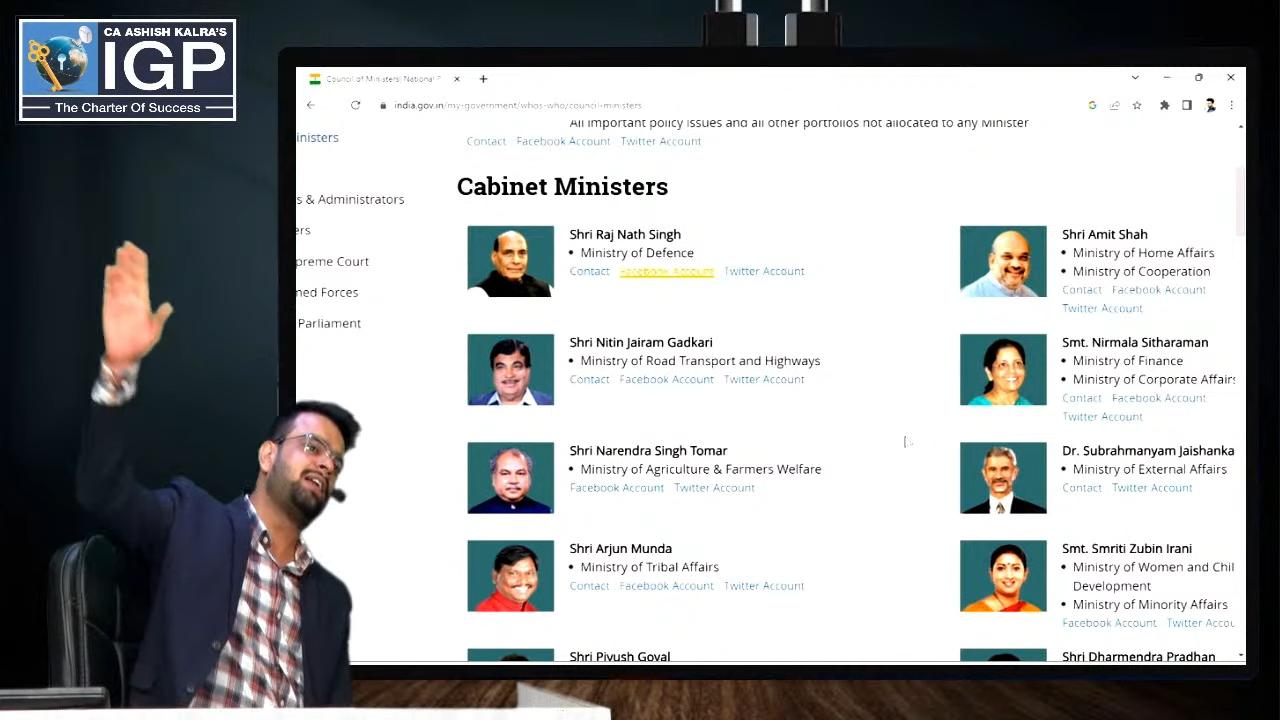 CA ASHISH KALRA'S
IGP
The Charter Of Success
Council of Ministers| National P
india.gov.in/my-government/whos-who/council-ministers
inisters
s & Administrators
ers
preme Court
med Forces
Parliament
All important policy issues and all other portfolios not allocated to any Minister
Contact Facebook Account Twitter Account
Cabinet Ministers
Shri Raj Nath Singh
• Ministry of Defence
Contact Facebook Account Twitter Account
Shri Amit Shah
• Ministry of Home Affairs
• Ministry of Cooperation
Contact Facebook Account
Twitter Account
Shri Nitin Jairam Gadkari
• Ministry of Road Transport and Highways
Contact Facebook Account Twitter Account
Smt. Nirmala Sitharaman
• Ministry of Finance
• Ministry of Corporate Affairs
Contact Facebook Account
Twitter Account
Shri Narendra Singh Tomar
• Ministry of Agriculture & Farmers Welfare
Facebook Account Twitter Account
Dr. Subrahmanyam Jaishanka
• Ministry of External Affairs
Contact Twitter Account
Shri Arjun Munda
• Ministry of Tribal Affairs
Contact Facebook Account Twitter Account
Smt. Smriti Zubin Irani
• Ministry of Women and Chil
Development
• Ministry of Minority Affairs
Facebook Account Twitter Accou
Shri Piyush Goyal
Shri Dharmendra Pradhan